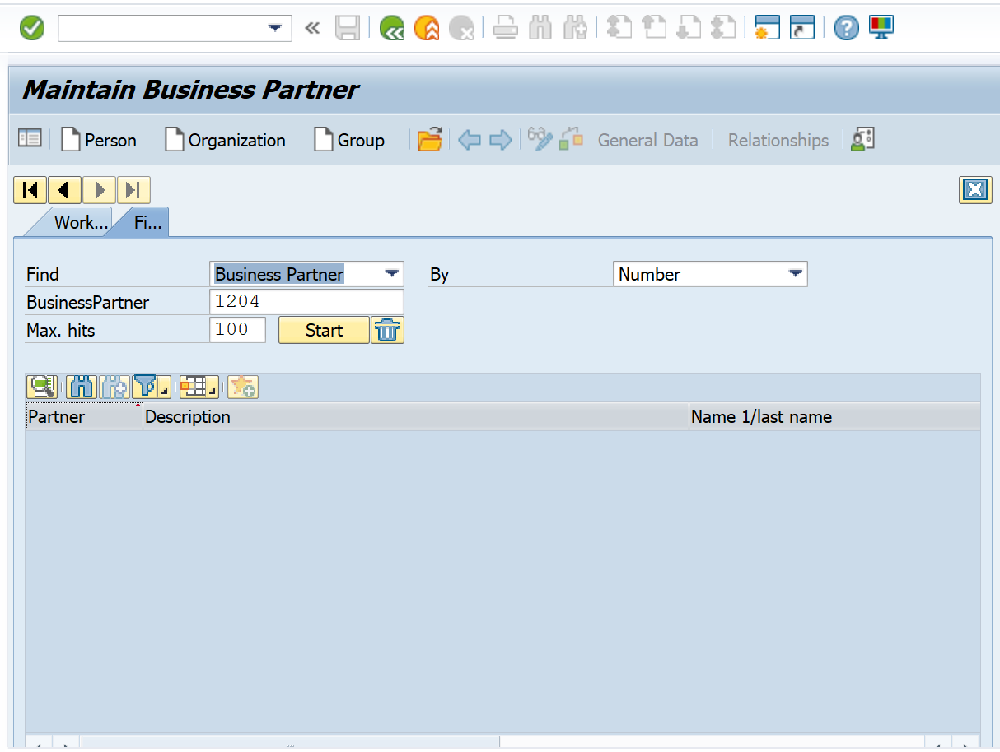 Maintain Business Partner
Person Organization Group General Data Relationships
Work... Fi...
Find Business Partner By Number
BusinessPartner 1204
Max. hits 100 Start
Partner Description Name 1/last name